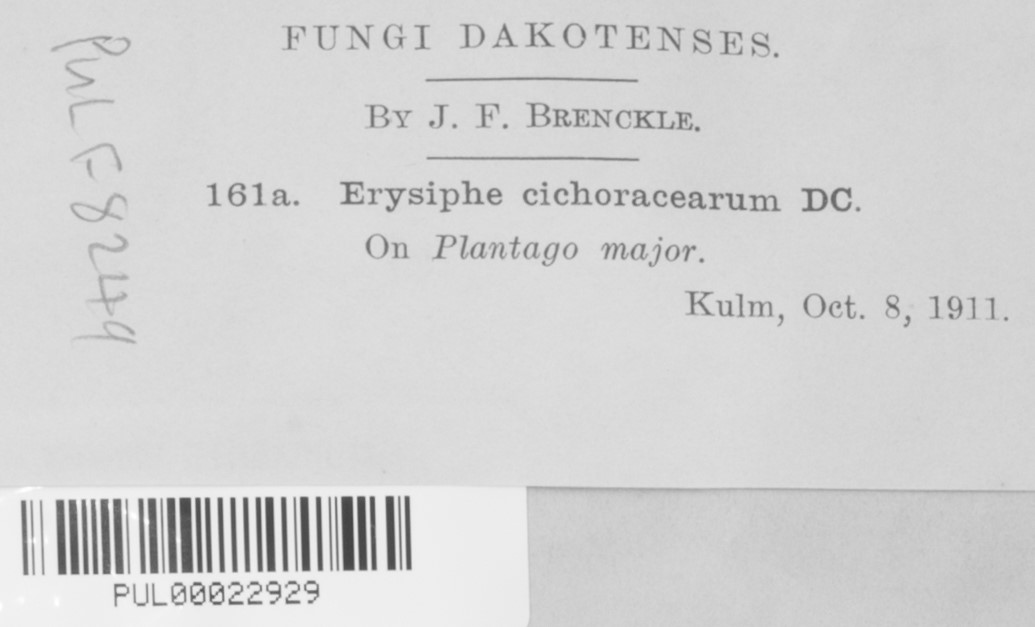 FUNGI DAKOTENSES.
BY J. F. BRENCKLE.
161a. Erysiphe cichoracearum DC.
On Plantago major.
Kulm, Oct. 8, 1911.
PUL F8249
PUL00022929